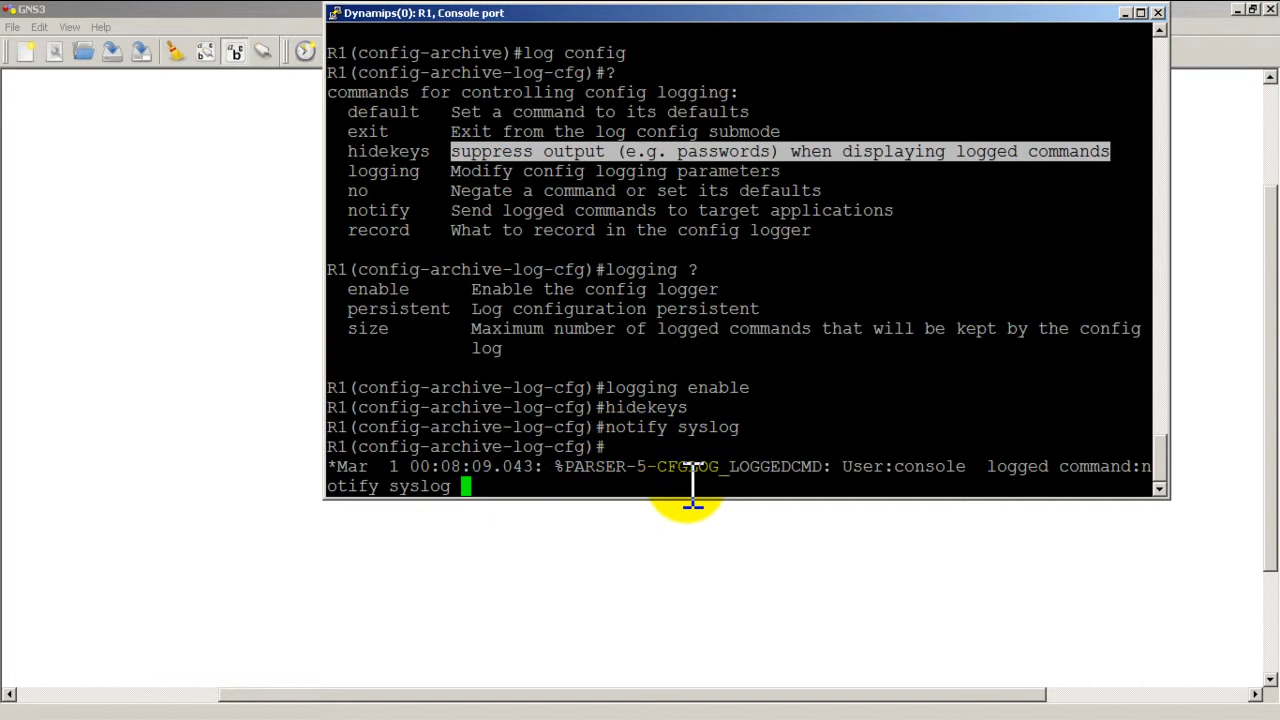 GNS3
File Edit View Help
Dynamips(0): R1, Console port
R1(config-archive)#log config
R1(config-archive-log-cfg)#?
commands for controlling config logging:
default Set a command to its defaults
exit Exit from the log config submode
hidekeys suppress output (e.g. passwords) when displaying logged commands
logging Modify config logging parameters
no Negate a command or set its defaults
notify Send logged commands to target applications
record What to record in the config logger
R1(config-archive-log-cfg)#logging ?
enable Enable the config logger
persistent Log configuration persistent
size Maximum number of logged commands that will be kept by the config
log
R1(config-archive-log-cfg)#logging enable
R1(config-archive-log-cfg)#hidekeys
R1(config-archive-log-cfg)#notify syslog
R1(config-archive-log-cfg)#
*Mar 1 00:08:09.043: %PARSER-5-CFGLOG_LOGGEDCMD: User:console logged command:n
otify syslog